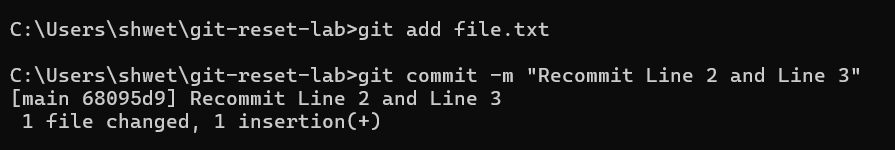 C:\Users\shwet\git-reset-lab>git add file.txt
C:\Users\shwet\git-reset-lab>git commit -m "Recommit Line 2 and Line 3"
[main 68095d9] Recommit Line 2 and Line 3
 1 file changed, 1 insertion(+)